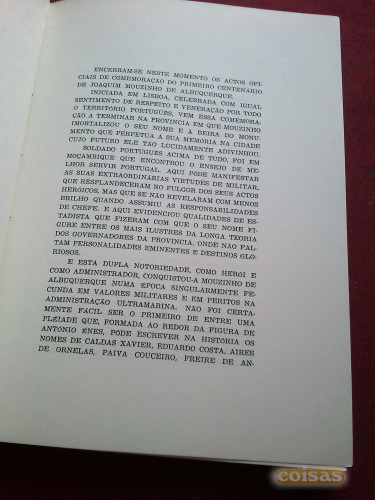 ENCERRAM-SE NESTE MOMENTO OS ACTOS OFI-
CIAIS DE COMEMORAÇÃO DO PRIMEIRO CENTENÁRIO
DE JOAQUIM MOUZINHO DE ALBUQUERQUE.
INICIADA EM LISBOA, CELEBRADA COM IGUAL
SENTIMENTO DE RESPEITO E VENERAÇÃO POR TODO
O TERRITÓRIO PORTUGUÊS, VEM ESSA COMEMORA-
ÇÃO A TERMINAR NA PROVÍNCIA EM QUE MOUZINHO
IMORTALIZOU O SEU NOME E À BEIRA DO MONU-
MENTO QUE PERPETUA A SUA MEMÓRIA NA CIDADE
CUJO FUTURO ELE TÃO LÚCIDAMENTE ADIVINHOU.
SOLDADO PORTUGUÊS ACIMA DE TUDO, FOI EM
MOÇAMBIQUE QUE ENCONTROU O ENSEJO DE ME-
LHOR SERVIR PORTUGAL. AQUI PÔDE MANIFESTAR
AS SUAS EXTRAORDINÁRIAS VIRTUDES DE MILITAR,
QUE RESPLANDECERAM NO FULGOR DOS SEUS ACTOS
HERÓICOS, MAS QUE SE NÃO REVELARAM COM MENOS
BRILHO QUANDO ASSUMIU AS RESPONSABILIDADES
DE CHEFE. E AQUI EVIDENCIOU QUALIDADES DE ES-
TADISTA QUE FIZERAM COM QUE O SEU NOME FI-
GURE ENTRE OS MAIS ILUSTRES DA LONGA TEORIA
DOS GOVERNADORES DA PROVÍNCIA, ONDE NÃO FAL-
TAM PERSONALIDADES EMINENTES E DESTINOS GLO-
RIOSOS.
E ESTA DUPLA NOTORIEDADE, COMO HERÓI E
COMO ADMINISTRADOR, CONQUISTOU-A MOUZINHO DE
ALBUQUERQUE NUMA ÉPOCA SINGULARMENTE FE-
CUNDA EM VALORES MILITARES E EM PERITOS NA
ADMINISTRAÇÃO ULTRAMARINA. NÃO FOI CERTA-
MENTE FÁCIL SER O PRIMEIRO DE ENTRE UMA
PLÊIADE QUE, FORMADA AO REDOR DA FIGURA DE
ANTÓNIO ENES, PÔDE ESCREVER NA HISTÓRIA OS
NOMES DE CALDAS XAVIER, EDUARDO COSTA, AIRES
DE ORNELAS, PAIVA COUCEIRO, FREIRE DE AN-
coisas